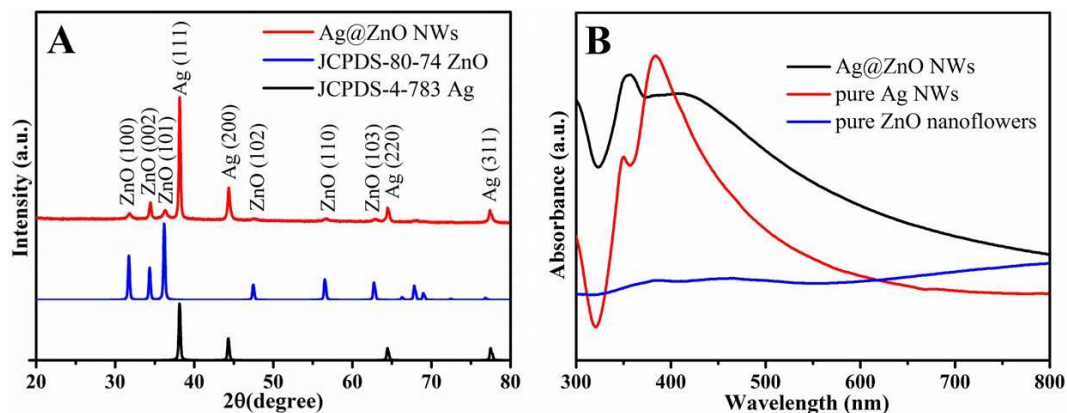 A
Ag@ZnO NWs
JCPDS-80-74 ZnO
JCPDS-4-783 Ag
ZnO (100)
ZnO (002)
ZnO (101)
Ag (111)
Ag (200)
ZnO (102)
ZnO (110)
ZnO (103)
Ag (220)
Ag (311)
Intensity (a.u.)
20 30 40 50 60 70 80
2θ(degree)
B
Ag@ZnO NWs
pure Ag NWs
pure ZnO nanoflowers
Absorbance (a.u.)
300 400 500 600 700 800
Wavelength (nm)